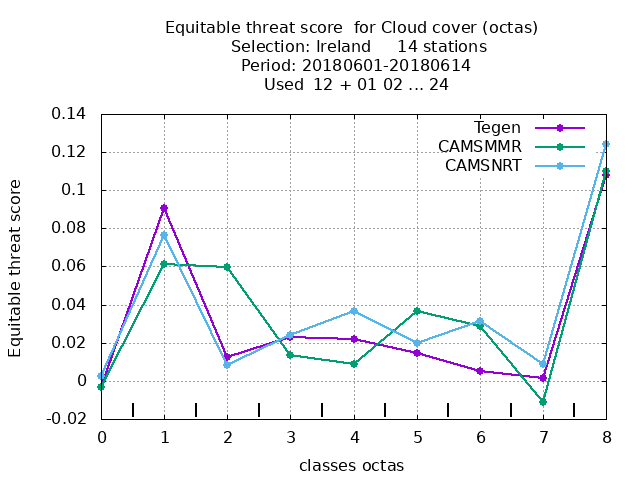 Equitable threat score  for Cloud cover (octas)
Selection: Ireland     14 stations
Period: 20180601-20180614
Used  12 + 01 02 ... 24
Tegen
CAMSMMR
CAMSNRT
Equitable threat score
0.14
0.12
0.1
0.08
0.06
0.04
0.02
0
-0.02
0 1 2 3 4 5 6 7 8
classes octas